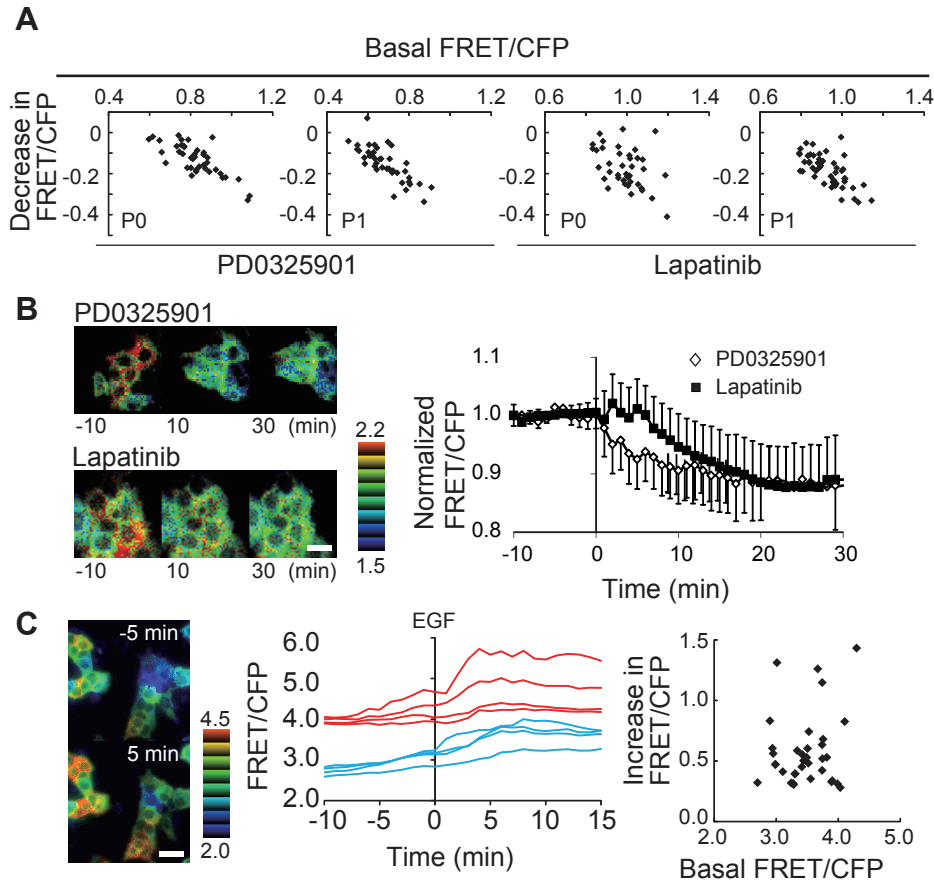 A
Basal FRET/CFP
0.4 0.8 1.2 0.4 0.8 1.2 0.6 1.0 1.4 0.6 1.0 1.4
Decrease in
FRET/CFP
0 0 0 0
-0.2 -0.2 -0.2 -0.2
-0.4 -0.4 -0.4 -0.4
P0 P1 P0 P1
PD0325901 Lapatinib
B
PD0325901
-10 10 30 (min)
Lapatinib
-10 10 30 (min)
2.2
1.5
Normalized
FRET/CFP
1.1
1.0
0.9
0.8
PD0325901
Lapatinib
-10 0 10 20 30
Time (min)
C
-5 min
5 min
4.5
2.0
EGF
FRET/CFP
6.0
5.0
4.0
3.0
2.0
-10 -5 0 5 10 15
Time (min)
Increase in
FRET/CFP
1.5
1.0
0.5
0.0
2.0 3.0 4.0 5.0
Basal FRET/CFP